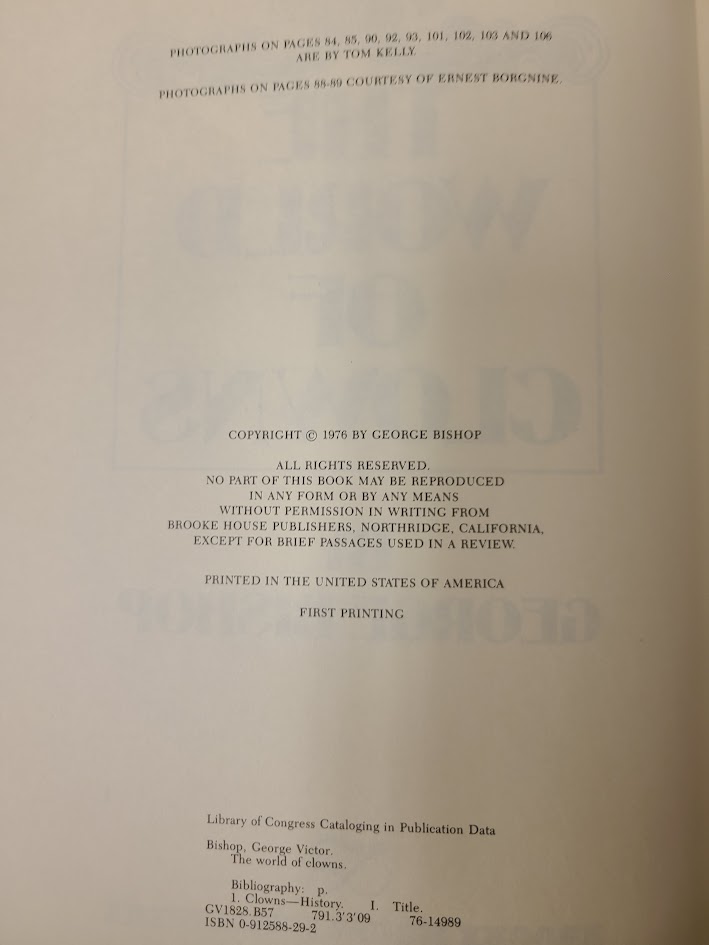 PHOTOGRAPHS ON PAGES 84, 85, 90, 92, 93, 101, 102, 103 AND 106
ARE BY TOM KELLY.
PHOTOGRAPHS ON PAGES 88-89 COURTESY OF ERNEST BORGNINE.
COPYRIGHT © 1976 BY GEORGE BISHOP
ALL RIGHTS RESERVED.
NO PART OF THIS BOOK MAY BE REPRODUCED
IN ANY FORM OR BY ANY MEANS
WITHOUT PERMISSION IN WRITING FROM
BROOKE HOUSE PUBLISHERS, NORTHRIDGE, CALIFORNIA,
EXCEPT FOR BRIEF PASSAGES USED IN A REVIEW.
PRINTED IN THE UNITED STATES OF AMERICA
FIRST PRINTING
Library of Congress Cataloging in Publication Data
Bishop, George Victor.
The world of clowns.
Bibliography: p.
1. Clowns—History. I. Title.
GV1828.B57 791.3'3'09 76-14989
ISBN 0-912588-29-2